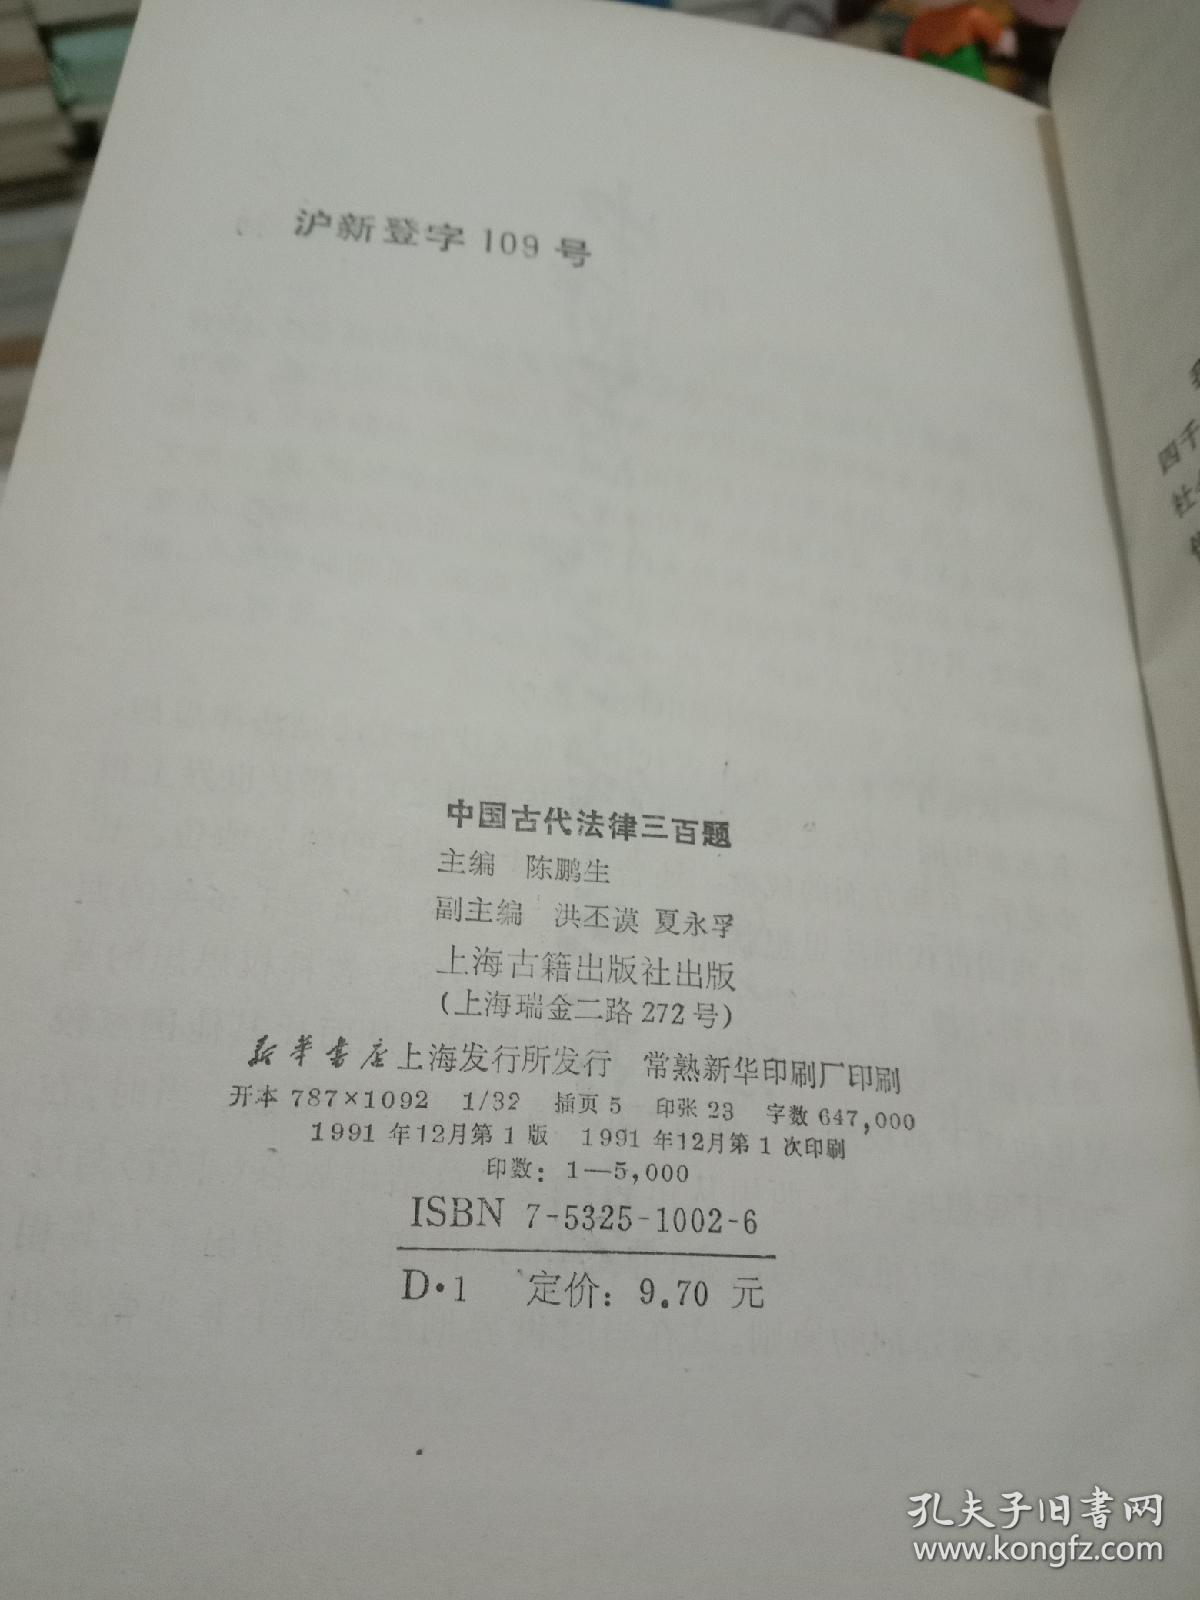 沪新登字 109 号
中国古代法律三百题
主编 陈鹏生
副主编 洪丕谟 夏永孚
上海古籍出版社出版
(上海瑞金二路272号)
新华书店上海发行所发行 常熟新华印刷厂印刷
开本 787×1092 1/32 插页 5 印张 23 字数 647,000
1991 年12月第 1 版 1991 年12月第 1 次印刷
印数: 1—5,000
ISBN 7-5325-1002-6
D·1 定价: 9.70 元
四千
社
孔夫子旧书网
www.kongfz.com